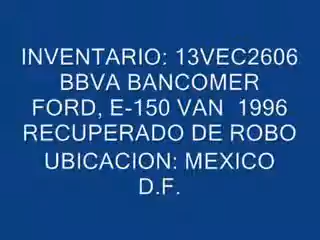 INVENTARIO: 13VEC2606
BBVA BANCOMER
FORD, E-150 VAN 1996
RECUPERADO DE ROBO
UBICACION: MEXICO
D.F.